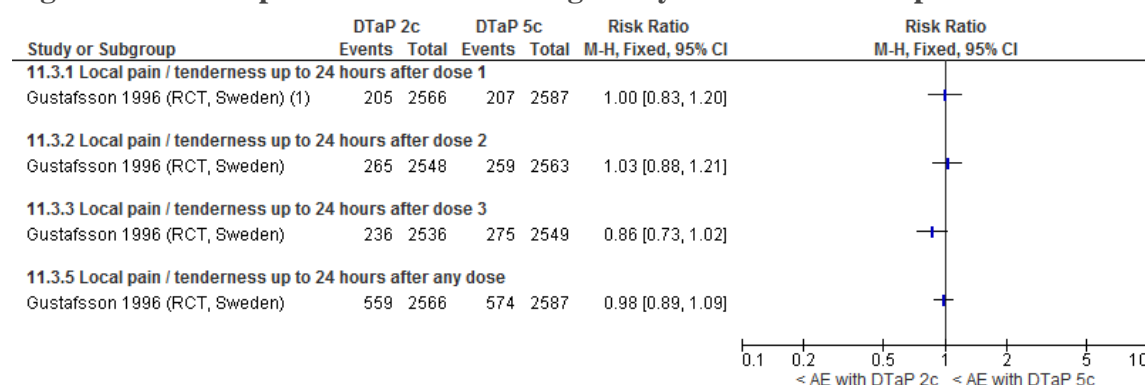 DTaP 2c DTaP 5c Risk Ratio Risk Ratio
Study or Subgroup Events Total Events Total M-H, Fixed, 95% CI M-H, Fixed, 95% CI
11.3.1 Local pain / tenderness up to 24 hours after dose 1
Gustafsson 1996 (RCT, Sweden) (1) 205 2566 207 2587 1.00 [0.83, 1.20]
11.3.2 Local pain / tenderness up to 24 hours after dose 2
Gustafsson 1996 (RCT, Sweden) 265 2548 259 2563 1.03 [0.88, 1.21]
11.3.3 Local pain / tenderness up to 24 hours after dose 3
Gustafsson 1996 (RCT, Sweden) 236 2536 275 2549 0.86 [0.73, 1.02]
11.3.5 Local pain / tenderness up to 24 hours after any dose
Gustafsson 1996 (RCT, Sweden) 559 2566 574 2587 0.98 [0.89, 1.09]
0.1 0.2 0.5 1 2 5 10
< AE with DTaP 2c < AE with DTaP 5c